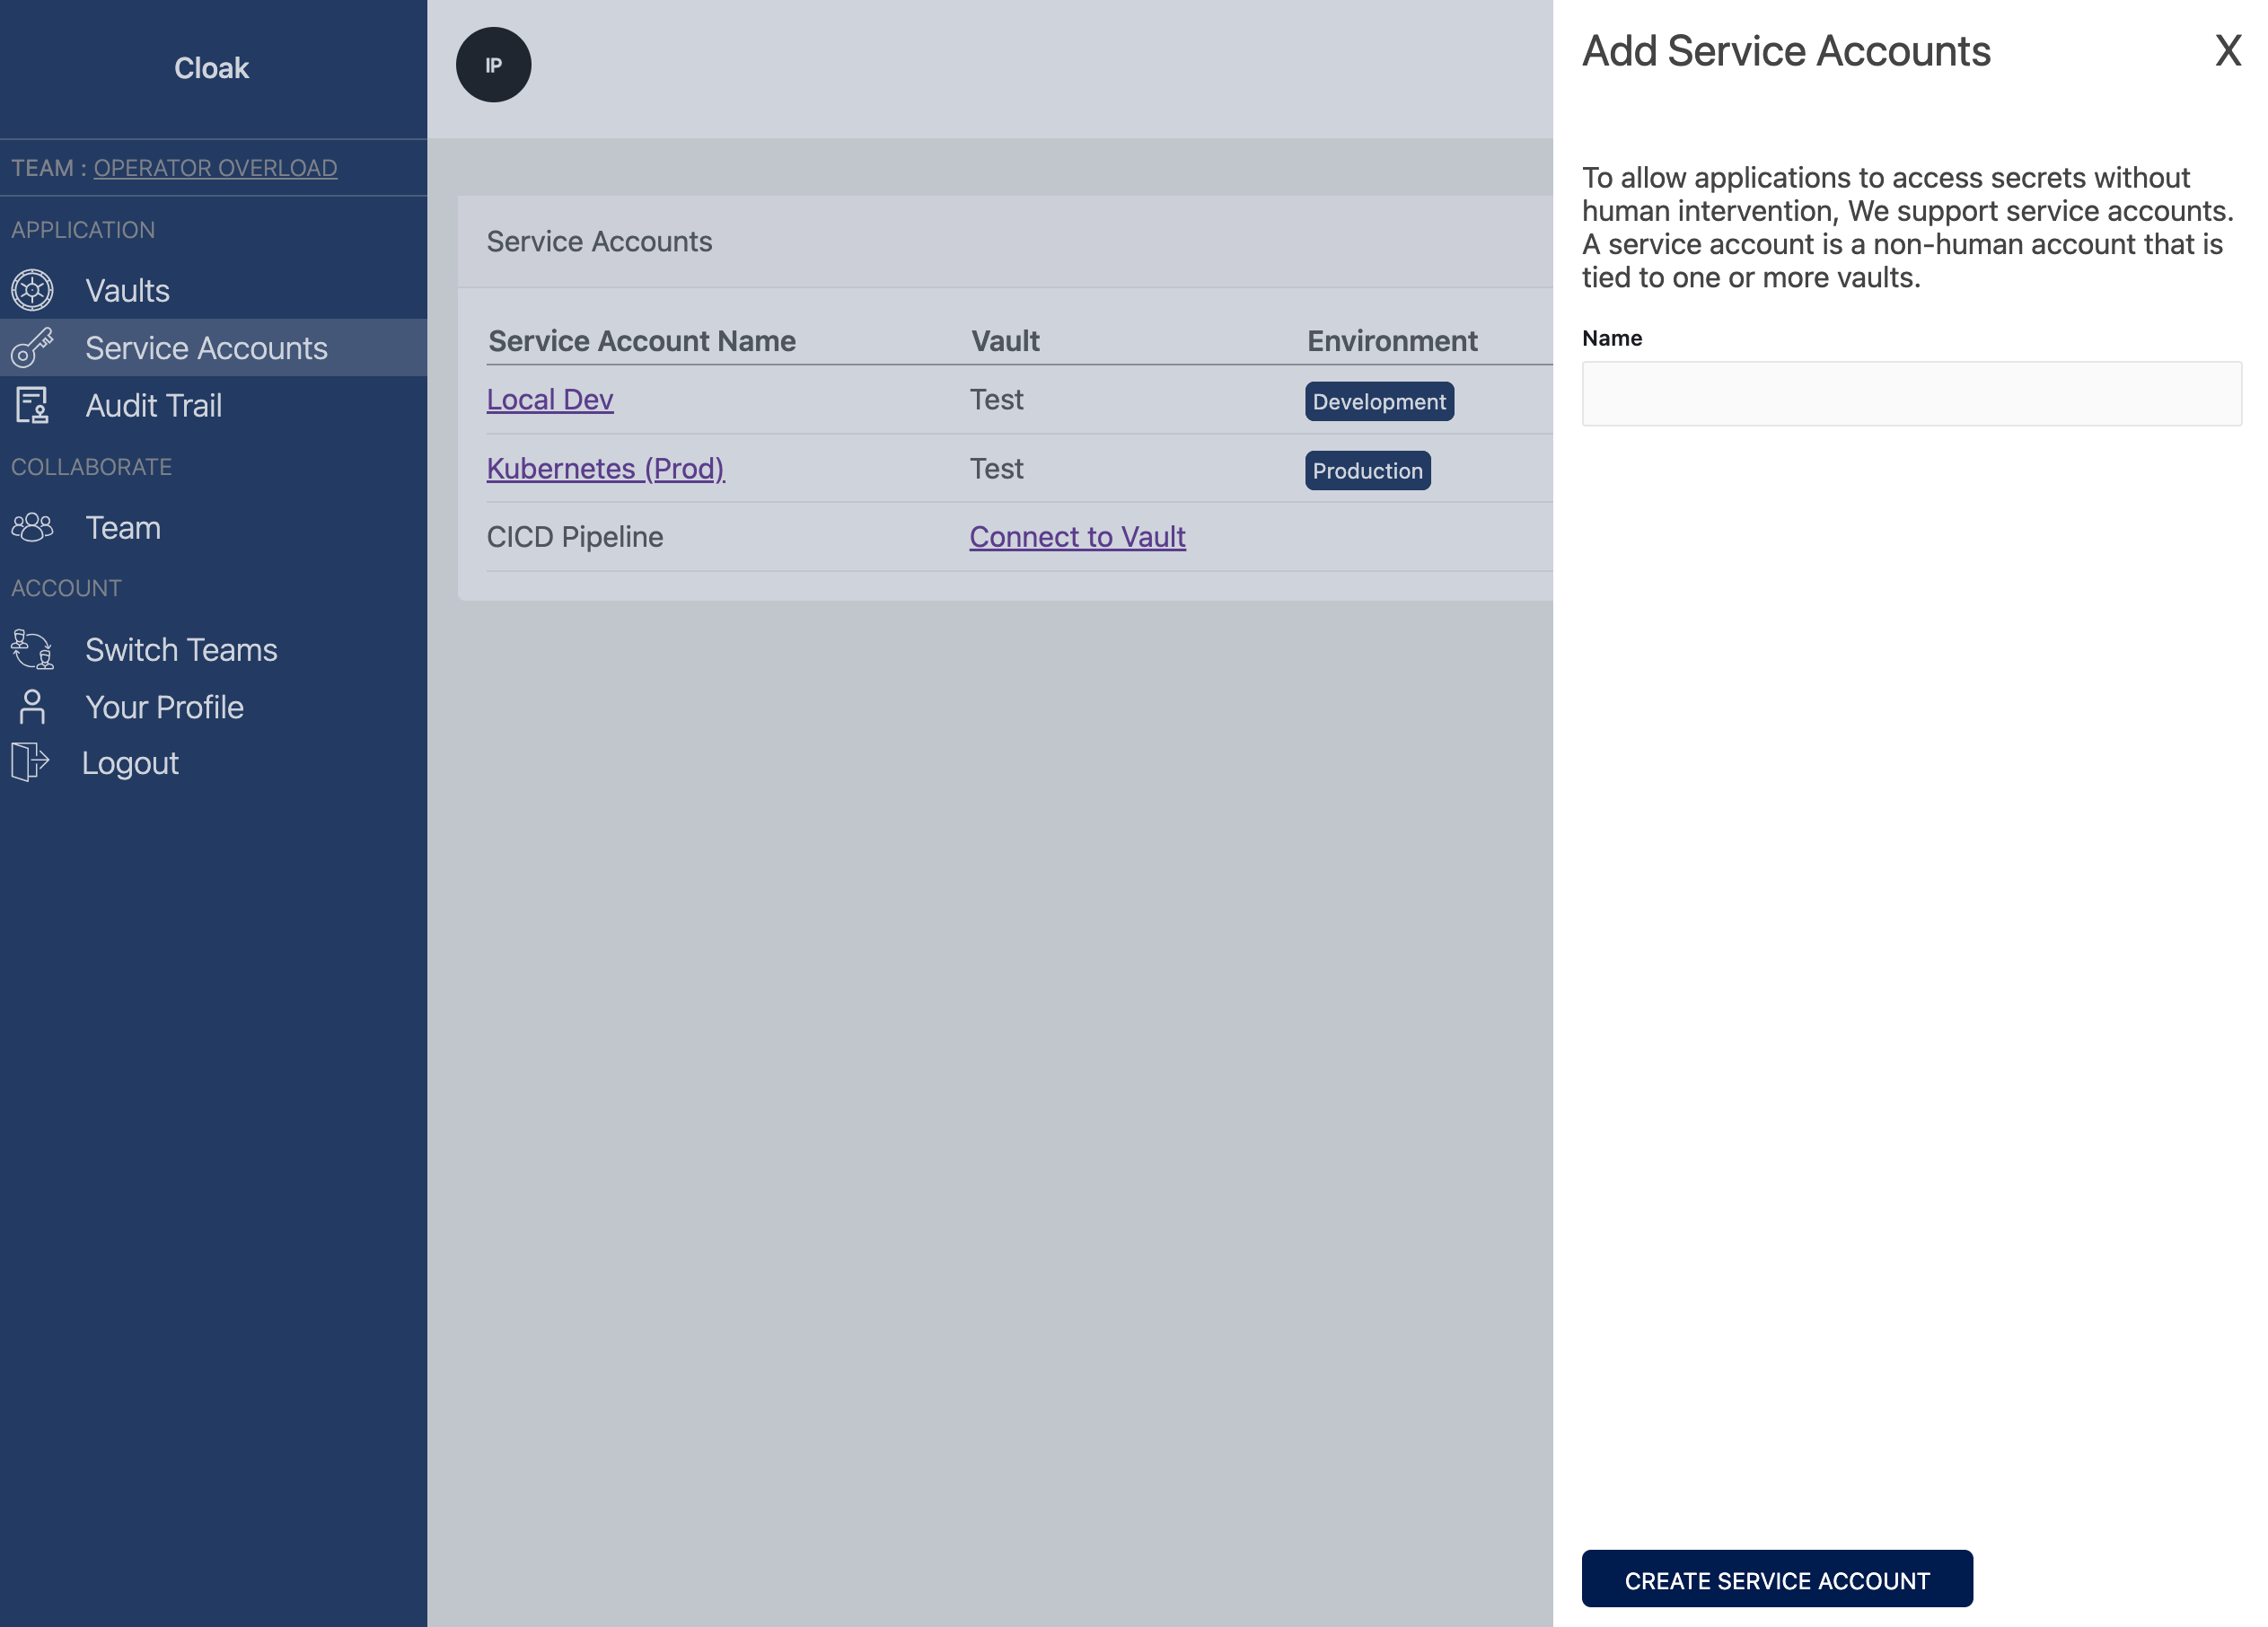 Cloak
TEAM : OPERATOR OVERLOAD
APPLICATION
Vaults
Service Accounts
Audit Trail
COLLABORATE
Team
ACCOUNT
Switch Teams
Your Profile
Logout
IP
Service Accounts
Service Account Name Vault Environment
Local Dev Test Development
Kubernetes (Prod) Test Production
CICD Pipeline Connect to Vault
Add Service Accounts X
To allow applications to access secrets without
human intervention, We support service accounts.
A service account is a non-human account that is
tied to one or more vaults.
Name
CREATE SERVICE ACCOUNT